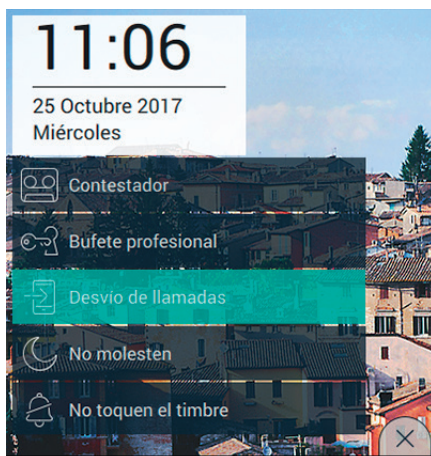 11:06
25 Octubre 2017
Miércoles
Contestador
Bufete profesional
Desvío de llamadas
No molesten
No toquen el timbre